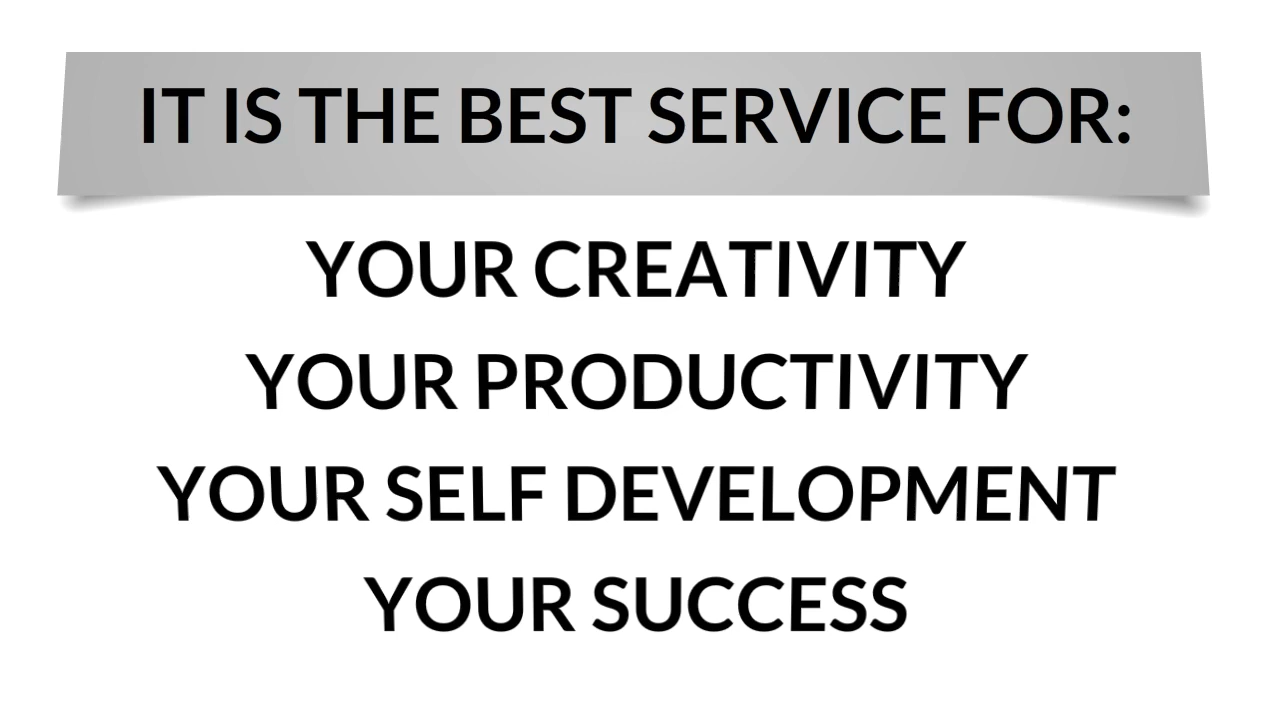 IT IS THE BEST SERVICE FOR:
YOUR CREATIVITY
YOUR PRODUCTIVITY
YOUR SELF DEVELOPMENT
YOUR SUCCESS